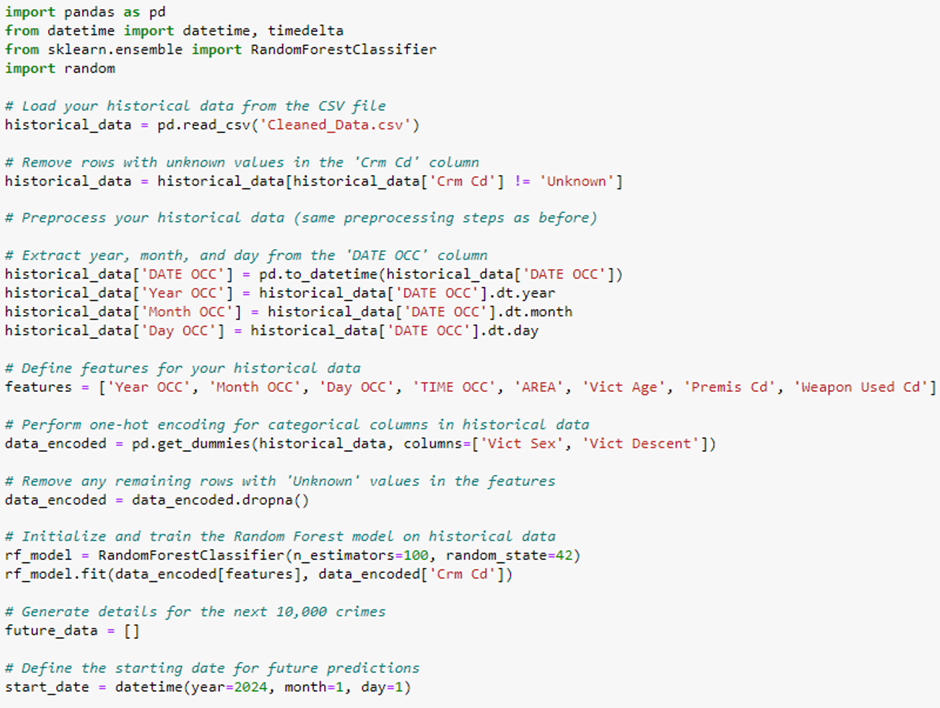 import pandas as pd
from datetime import datetime, timedelta
from sklearn.ensemble import RandomForestClassifier
import random
# Load your historical data from the CSV file
historical_data = pd.read_csv('Cleaned_Data.csv')
# Remove rows with unknown values in the 'Crm Cd' column
historical_data = historical_data[historical_data['Crm Cd'] != 'Unknown']
# Preprocess your historical data (same preprocessing steps as before)
# Extract year, month, and day from the 'DATE OCC' column
historical_data['DATE OCC'] = pd.to_datetime(historical_data['DATE OCC'])
historical_data['Year OCC'] = historical_data['DATE OCC'].dt.year
historical_data['Month OCC'] = historical_data['DATE OCC'].dt.month
historical_data['Day OCC'] = historical_data['DATE OCC'].dt.day
# Define features for your historical data
features = ['Year OCC', 'Month OCC', 'Day OCC', 'TIME OCC', 'AREA', 'Vict Age', 'Premis Cd', 'Weapon Used Cd']
# Perform one-hot encoding for categorical columns in historical data
data_encoded = pd.get_dummies(historical_data, columns=['Vict Sex', 'Vict Descent'])
# Remove any remaining rows with 'Unknown' values in the features
data_encoded = data_encoded.dropna()
# Initialize and train the Random Forest model on historical data
rf_model = RandomForestClassifier(n_estimators=100, random_state=42)
rf_model.fit(data_encoded[features], data_encoded['Crm Cd'])
# Generate details for the next 10,000 crimes
future_data = []
# Define the starting date for future predictions
start_date = datetime(year=2024, month=1, day=1)